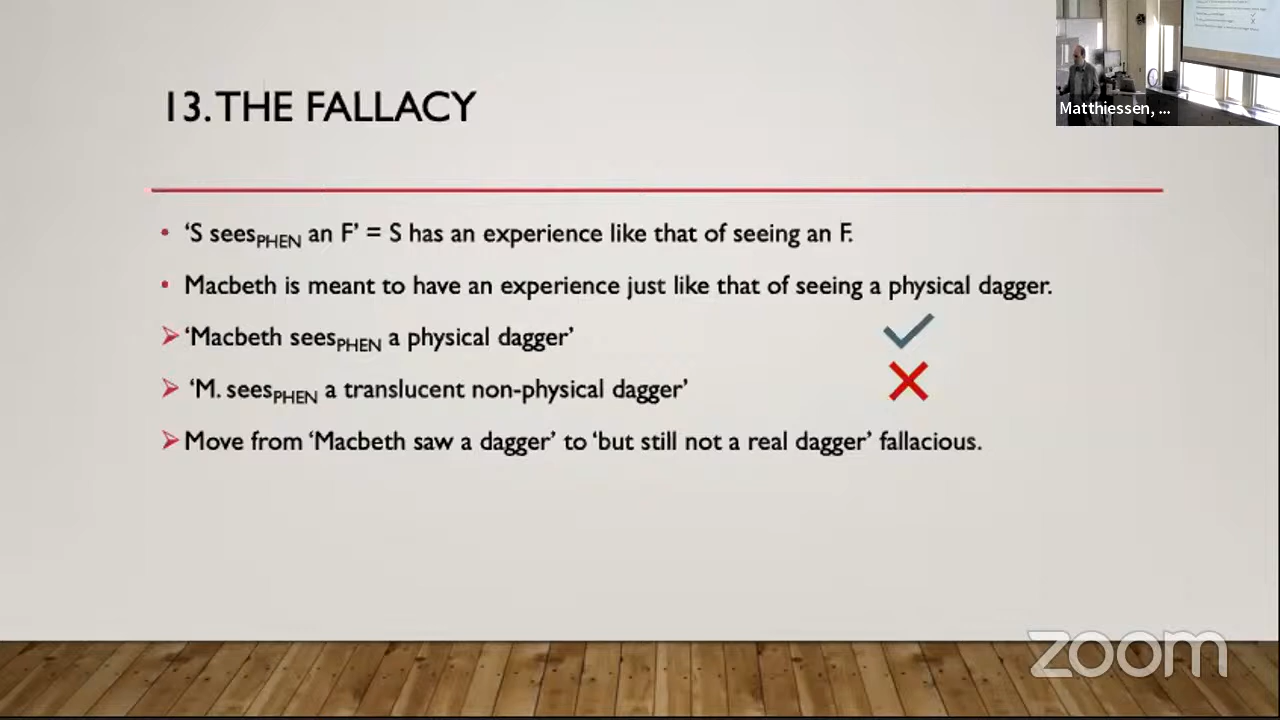 13. THE FALLACY
Matthiessen, ...
• ‘S seesPHEN an F’ = S has an experience like that of seeing an F.
• Macbeth is meant to have an experience just like that of seeing a physical dagger.
‘Macbeth seesPHEN a physical dagger’
‘M. seesPHEN a translucent non-physical dagger’
Move from ‘Macbeth saw a dagger’ to ‘but still not a real dagger’ fallacious.
zoom